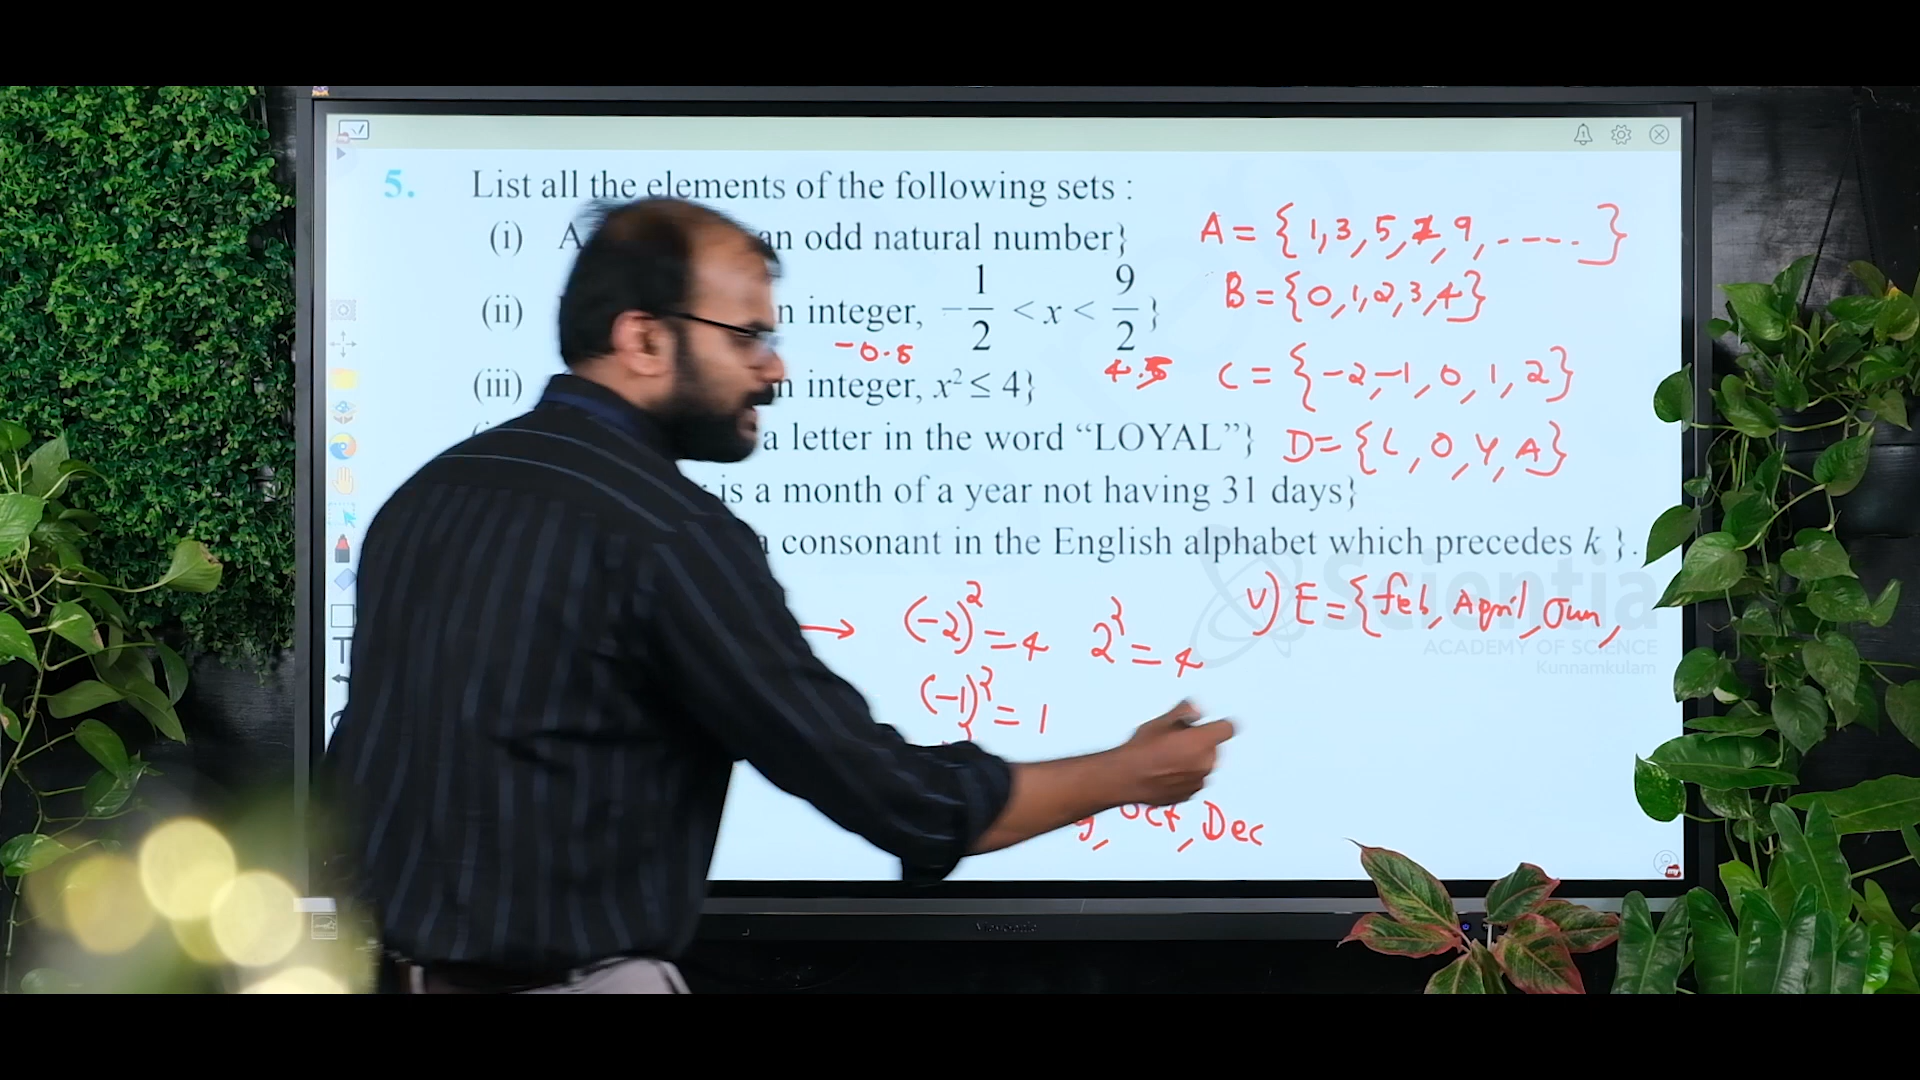 5. List all the elements of the following sets :
(i) A an odd natural number}
A = {1,3,5,7,9,.----.}
(ii) integer, -1/2 < x < 9/2}
B = {0,1,2,3,4}
-0.5 4.5
(iii) integer, x² ≤ 4}
C = {-2,-1,0,1,2}
a letter in the word “LOYAL”}
D = {L,O,Y,A}
is a month of a year not having 31 days}
consonant in the English alphabet which precedes k }.
→ (-2)² = 4 2² = 4
v) E = {feb, April, Jun,
Scientia
ACADEMY OF SCIENCE
Kunnamkulam
(-1)² = 1
Oct, Dec